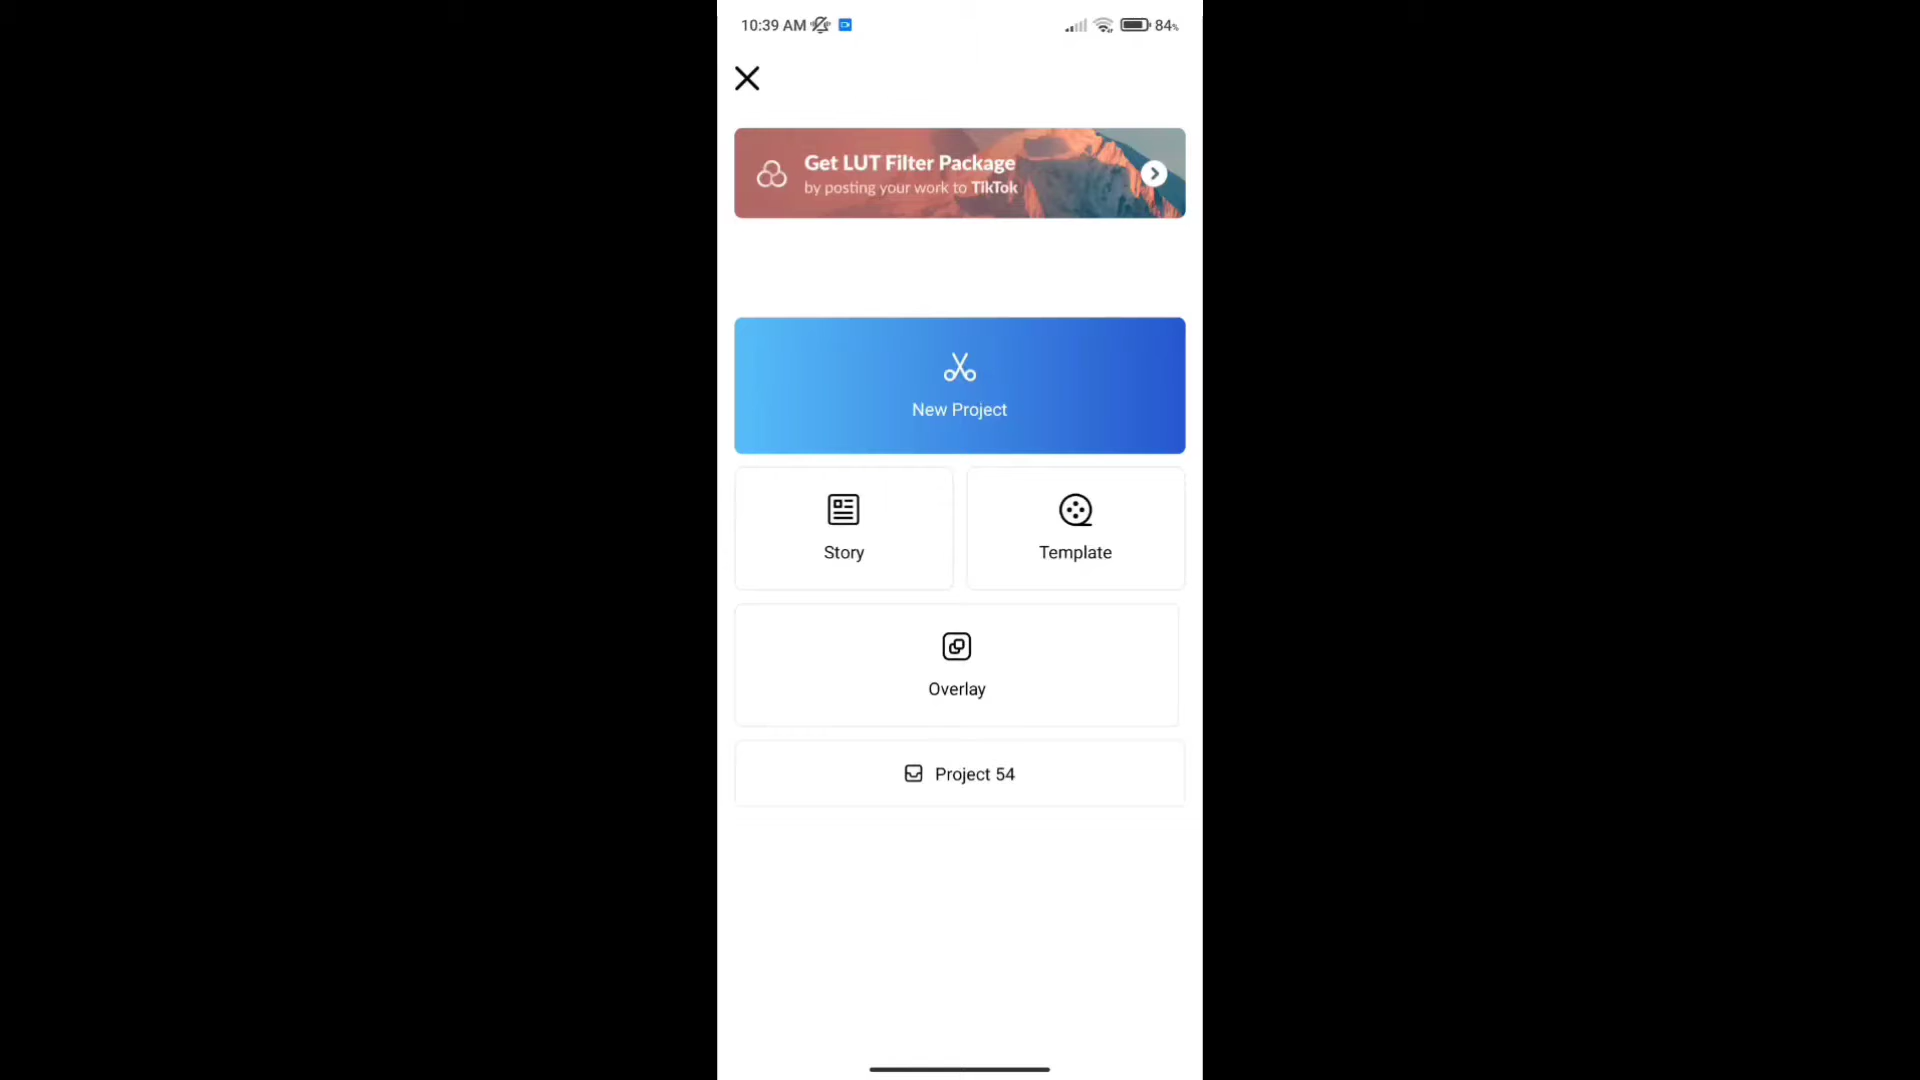 10:39 AM
84%
Get LUT Filter Package
by posting your work to TikTok
New Project
Story
Template
Overlay
Project 54